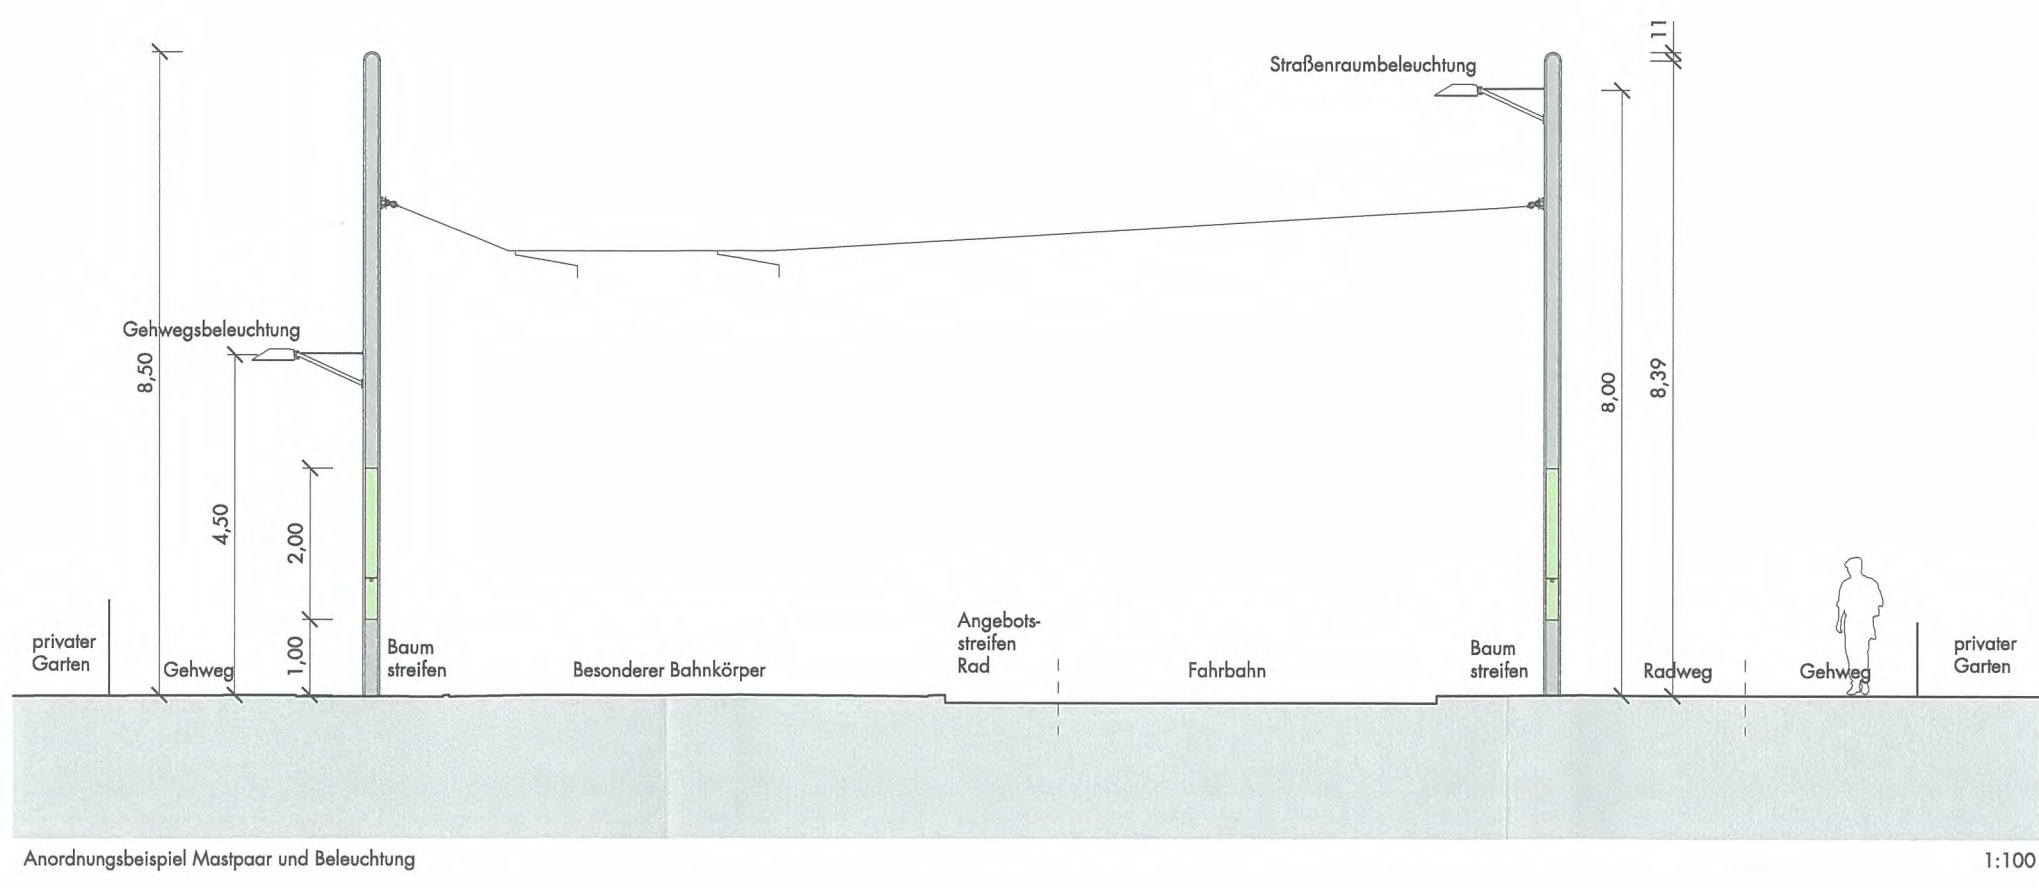 11
Straßenraumbeleuchtung
Gehwegsbeleuchtung
8,50
8,00
8,39
4,50
2,00
1,00
privater
Garten
Gehweg
Baum
streifen
Besonderer Bahnkörper
Angebots-
streifen
Rad
Fahrbahn
Baum
streifen
Radweg
Gehweg
privater
Garten
Anordnungsbeispiel Mastpaar und Beleuchtung
1:100